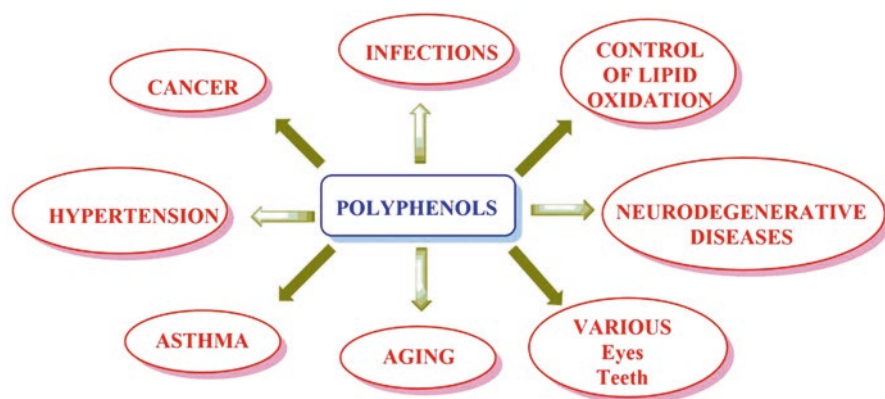 INFECTIONS
CONTROL
OF LIPID
OXIDATION
CANCER
HYPERTENSION
POLYPHENOLS
NEURODEGENERATIVE
DISEASES
ASTHMA
AGING
VARIOUS
Eyes
Teeth